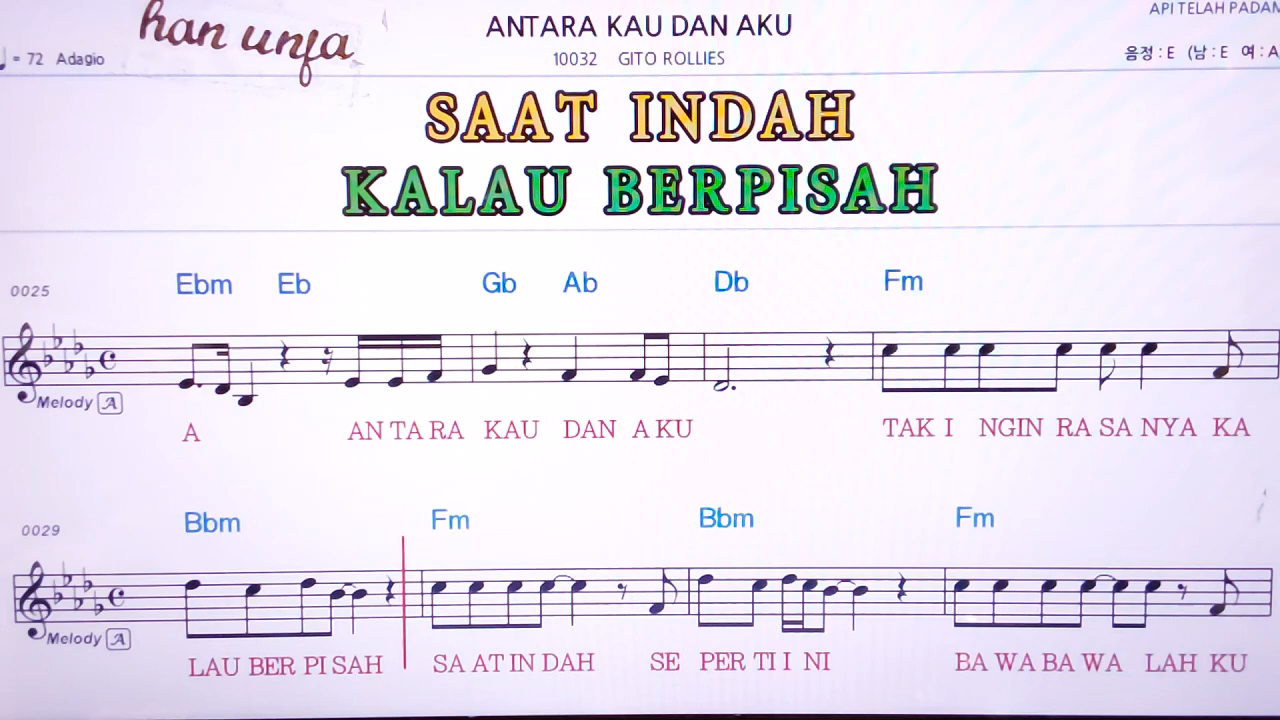 han unja
ANTARA KAU DAN AKU
API TELAH PADAM
♩ = 72 Adagio
10032 GITO ROLLIES
음정 : E (남 : E 여 : A
SAAT INDAH
KALAU BERPISAH
Ebm Eb Gb Ab Db Fm
0025
Melody A
A AN TA RA KAU DAN A KU TAK I NGIN RA SA NYA KA
Bbm Fm Bbm Fm
0029
Melody A
LAU BER PI SAH SA AT IN DAH SE PER TI I NI BA WA BA WA LAH KU